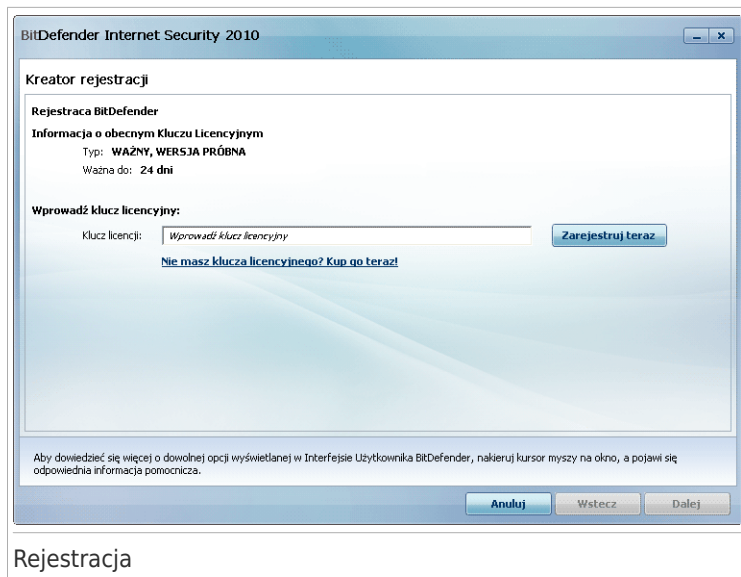 BitDefender Internet Security 2010
Kreator rejestracji
Rejestraca BitDefender
Informacja o obecnym Kluczu Licencyjnym
Typ: WAŻNY, WERSJA PRÓBNA
Ważna do: 24 dni
Wprowadź klucz licencyjny:
Klucz licencji: Wprowadź klucz licencyjny Zarejestruj teraz
Nie masz klucza licencyjnego? Kup go teraz!
Aby dowiedzieć się więcej o dowolnej opcji wyświetlanej w Interfejsie Użytkownika BitDefender, nakieruj kursor myszy na okno, a pojawi się
odpowiednia informacja pomocnicza.
Anuluj Wstecz Dalej
Rejestracja